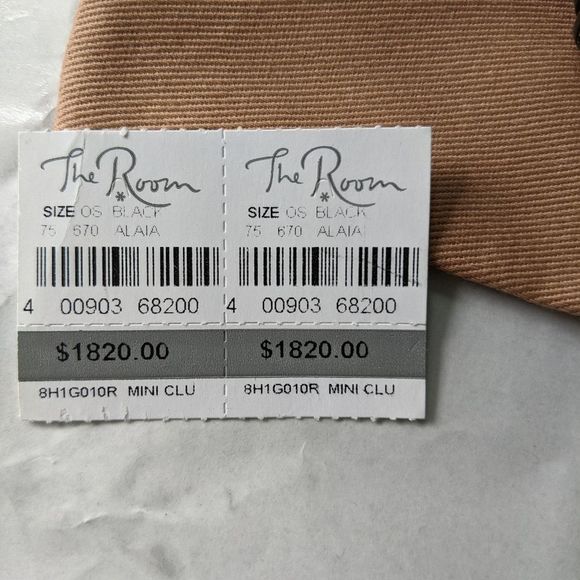 The Room
SIZE OS BLACK
75 670 ALAIA
4 00903 68200
$1820.00
8H1G010R MINI CLU
The Room
SIZE OS BLACK
75 670 ALAIA
4 00903 68200
$1820.00
8H1G010R MINI CLU